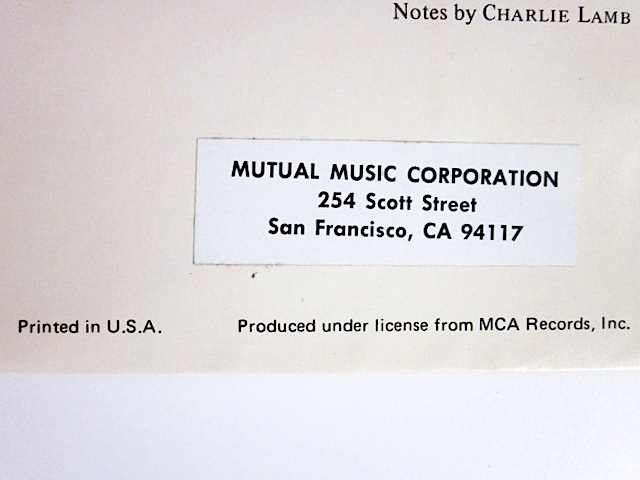 Notes by CHARLIE LAMB
MUTUAL MUSIC CORPORATION
254 Scott Street
San Francisco, CA 94117
Printed in U.S.A. Produced under license from MCA Records, Inc.